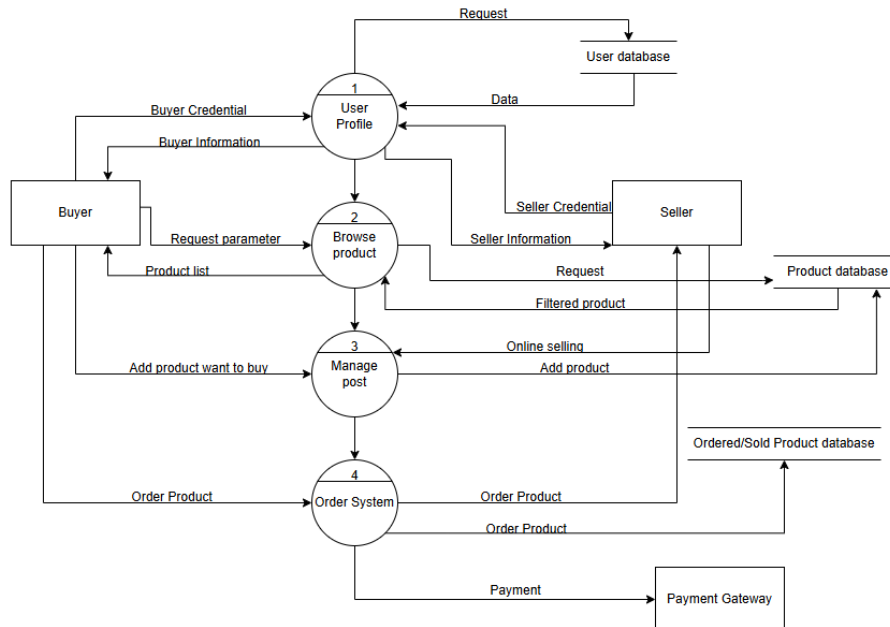 Request
User database
1
User
Profile
Data
Buyer Credential
Buyer Information
Buyer
Seller Credential
Seller
2
Browse
product
Request parameter
Seller Information
Product list
Request
Product database
Filtered product
3
Manage
post
Online selling
Add product want to buy
Add product
Ordered/Sold Product database
4
Order System
Order Product
Order Product
Order Product
Payment
Payment Gateway